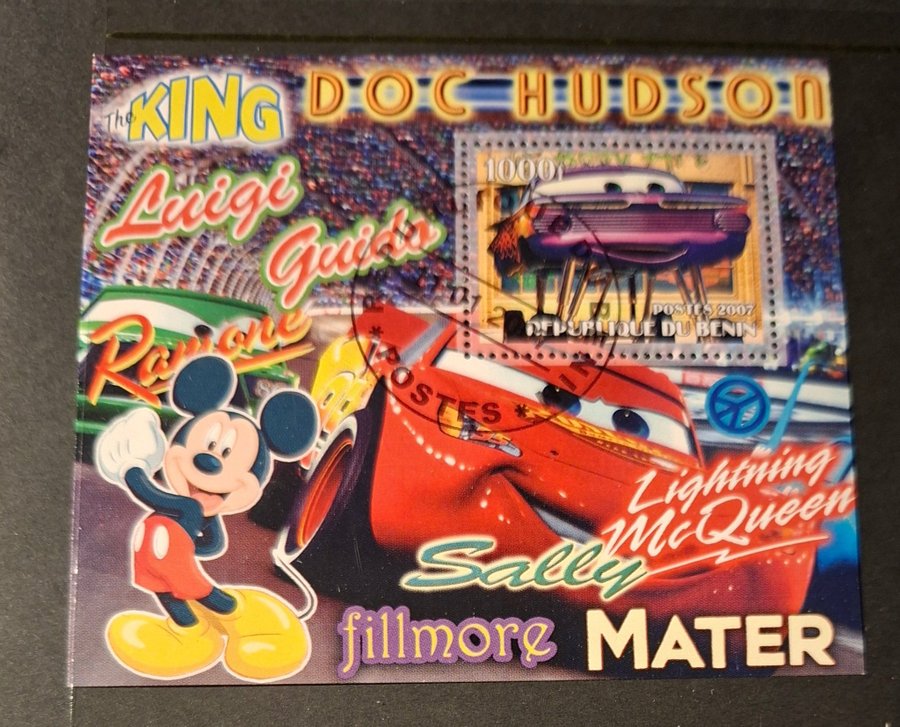 The KING
DOC HUDSON
1000f
Luigi
Guido
Ramone
POSTES 2007
REPUBLIQUE DU BENIN
* POSTES *
Lightning
McQueen
Sally
fillmore
MATER